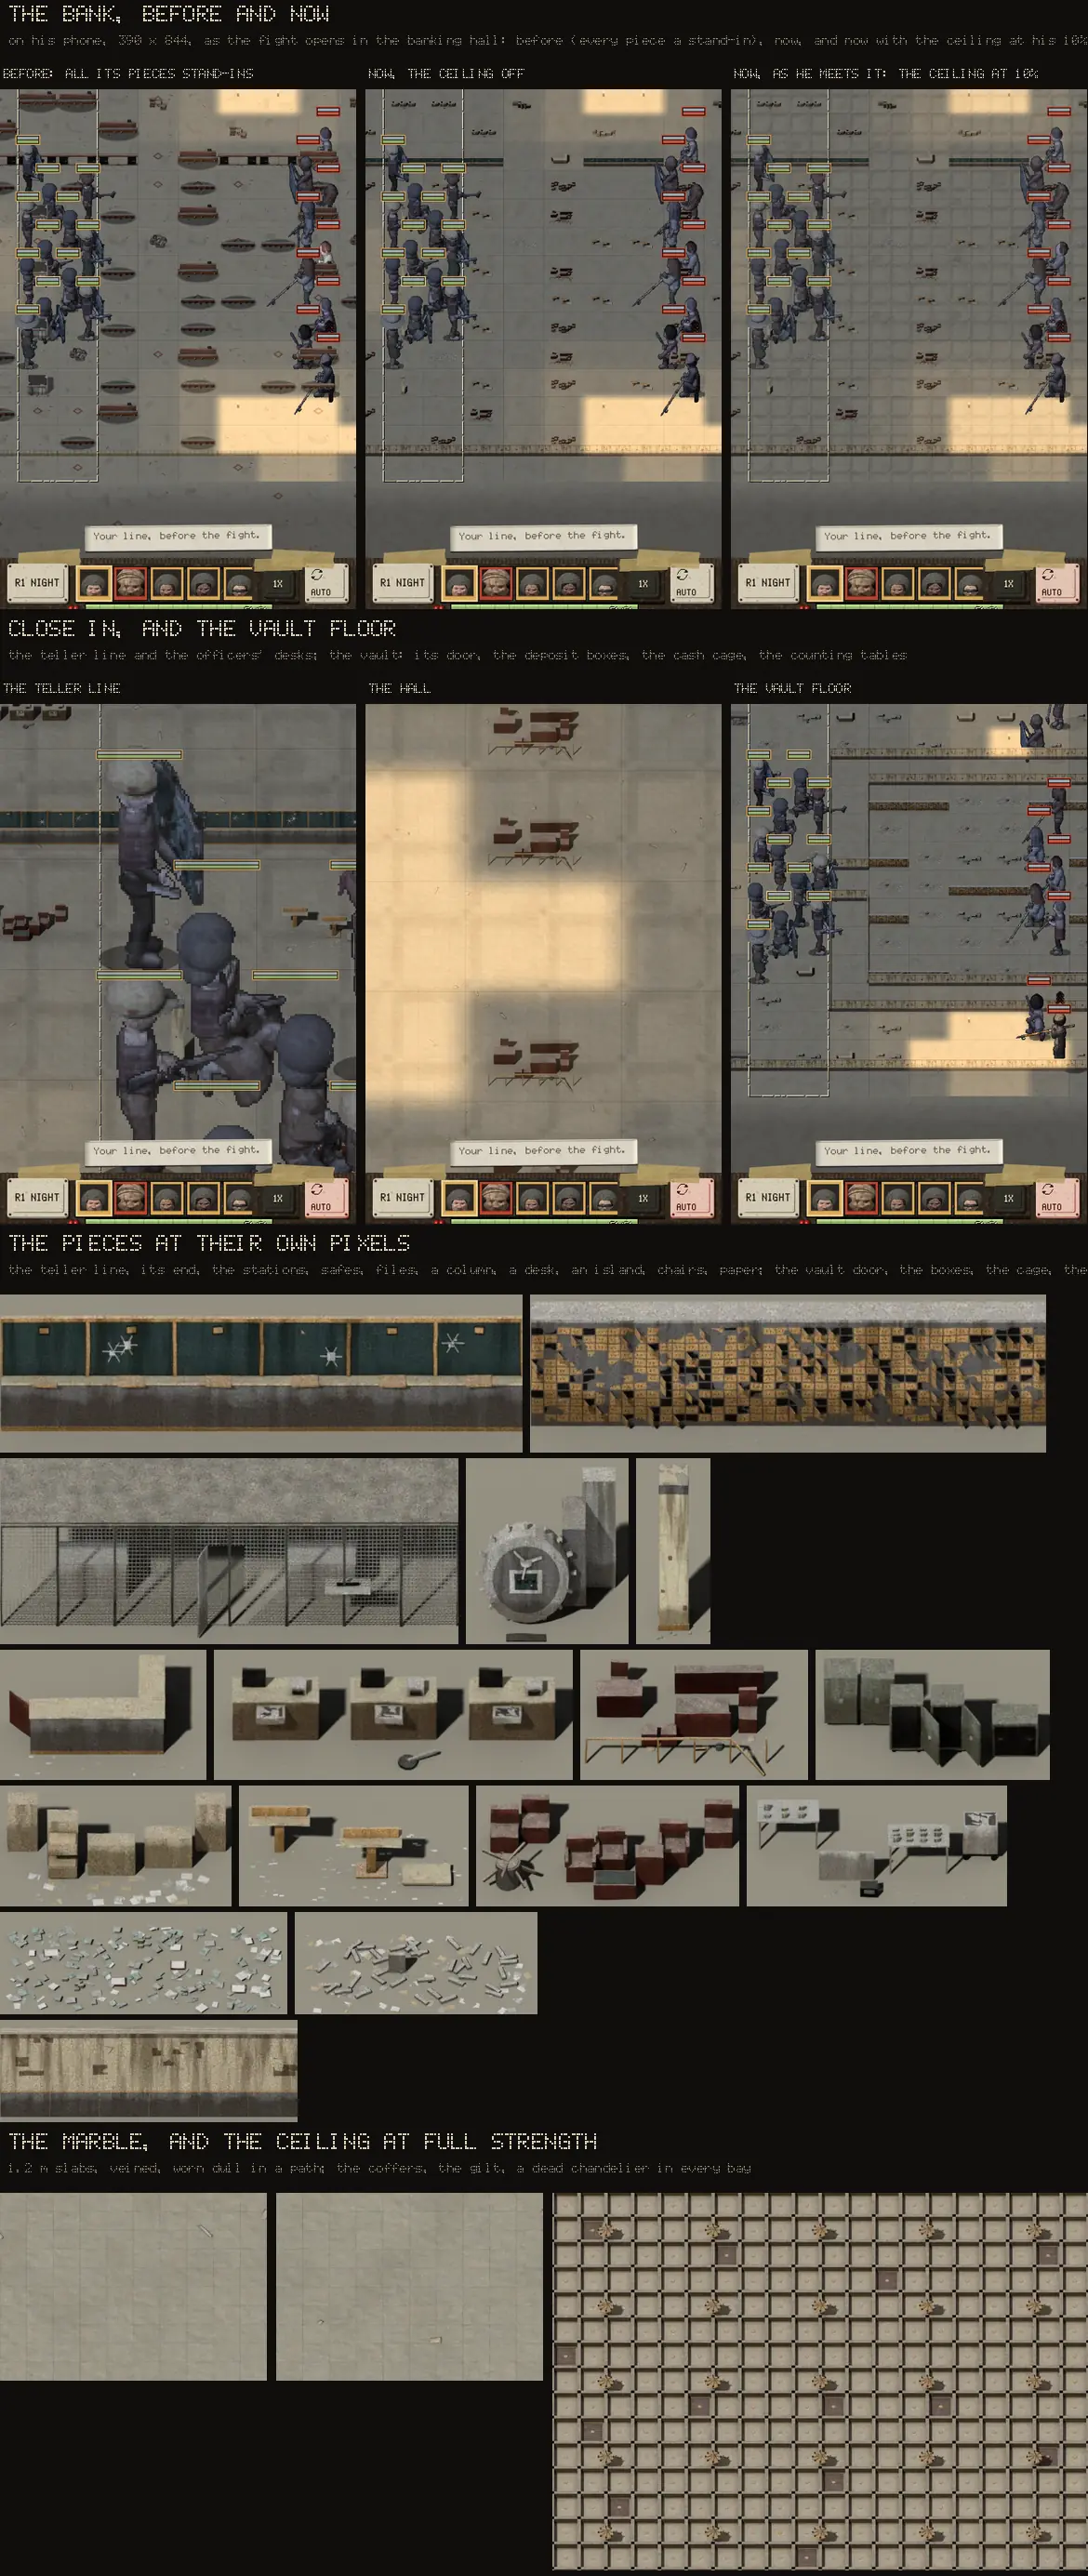 THE BANK, BEFORE AND NOW
on his phone, 390 x 844, as the fight opens in the banking hall: before (every piece a stand-in), now, and now with the ceiling at his 10%
BEFORE: ALL ITS PIECES STAND-INS
NOW, THE CEILING OFF
NOW, AS HE MEETS IT: THE CEILING AT 10%
Your line, before the fight.
Your line, before the fight.
Your line, before the fight.
R1 NIGHT
1X
AUTO
R1 NIGHT
1X
AUTO
R1 NIGHT
1X
AUTO
CLOSE IN, AND THE VAULT FLOOR
the teller line and the officers' desks; the vault: its door, the deposit boxes, the cash cage, the counting tables
THE TELLER LINE
THE HALL
THE VAULT FLOOR
Your line, before the fight.
Your line, before the fight.
Your line, before the fight.
R1 NIGHT
1X
AUTO
R1 NIGHT
1X
AUTO
R1 NIGHT
1X
AUTO
THE PIECES AT THEIR OWN PIXELS
the teller line, its end, the stations, safes, files, a column, a desk, an island, chairs, paper; the vault door, the boxes, the cage, the
THE MARBLE, AND THE CEILING AT FULL STRENGTH
1.2 m slabs, veined, worn dull in a path; the coffers, the gilt, a dead chandelier in every bay